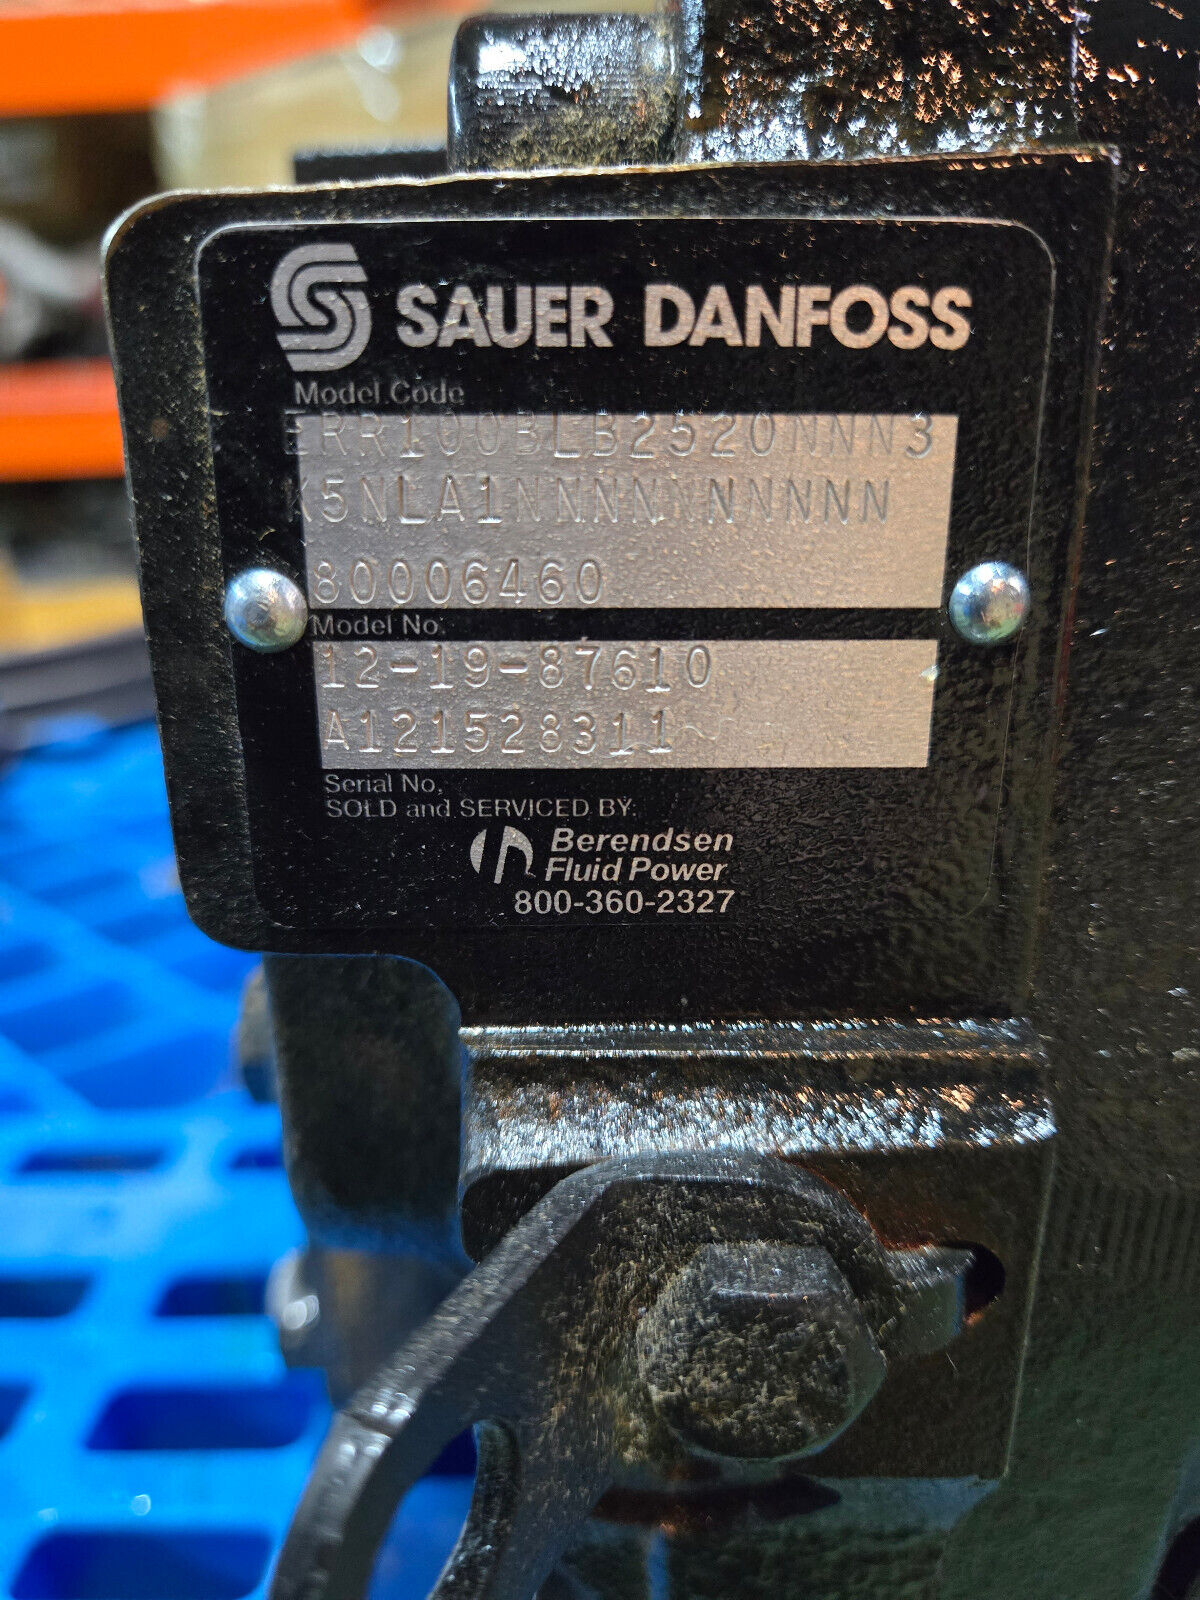 SAUER DANFOSS
Model Code
ERR100BLB2520NNN3
K5NLA1NNNNNNNNNN
80006460
Model No.
12-19-87610
A121528311
Serial No.
SOLD and SERVICED BY:
Berendsen
Fluid Power
800-360-2327